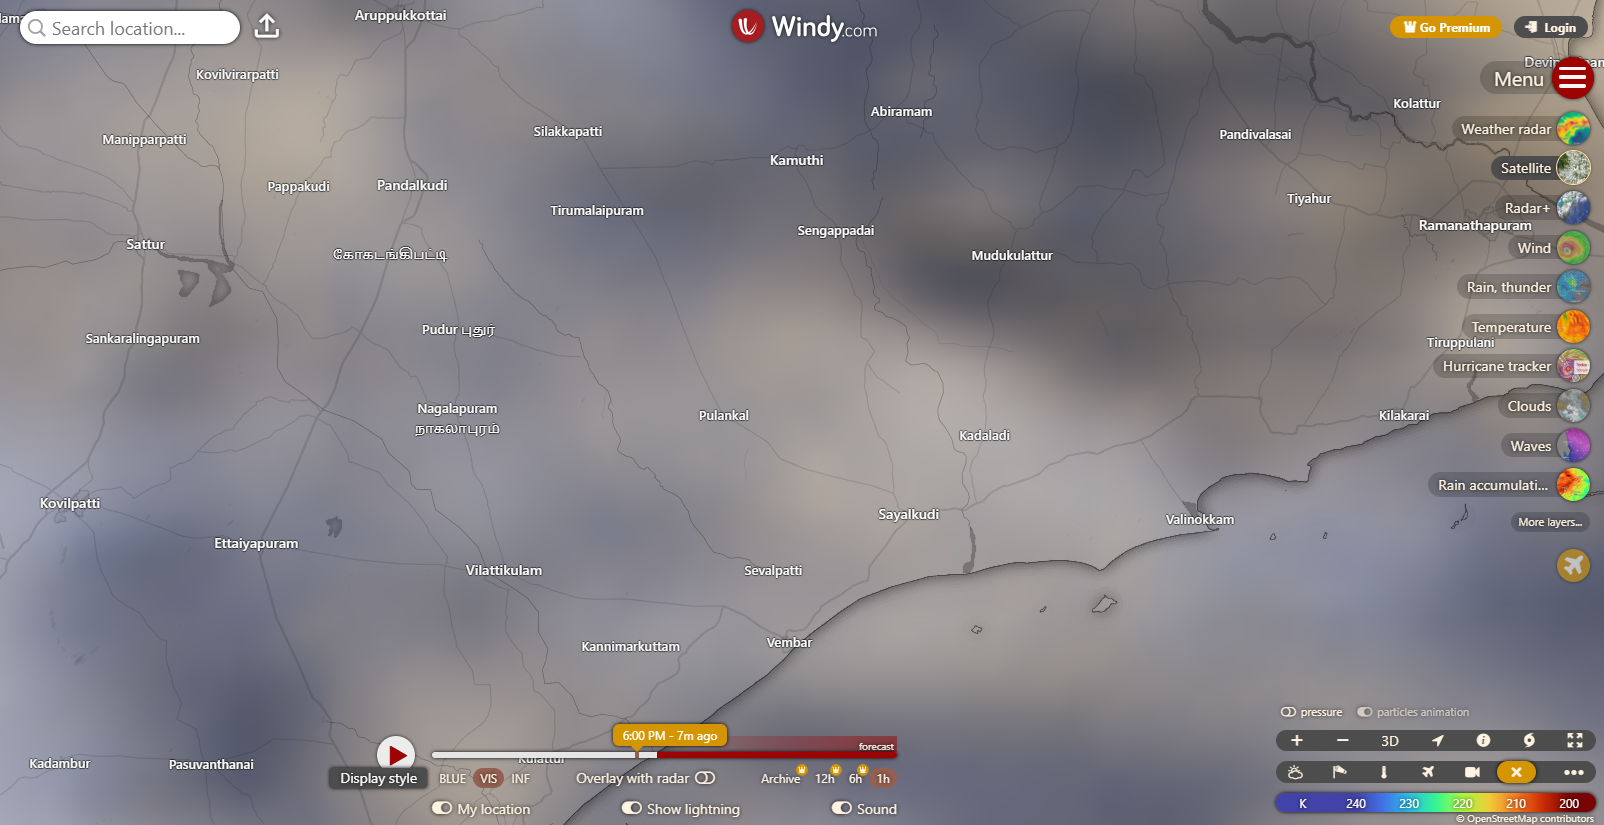 Aruppukkottai
Search location...
Windy.com
Go Premium
Login
Kovilvirarpatti
Menu
Abiramam
Kolattur
Manipparpatti
Silakkapatti
Pandivalasai
Weather radar
Kamuthi
Satellite
Pappakudi
Pandalkudi
Tirumalaipuram
Tiyahur
Radar+
Sengappadai
Ramanathapuram
Sattur
கோகடங்கிபட்டி
Mudukulattur
Wind
Rain, thunder
Pudur புதுர்
Temperature
Sankaralingapuram
Tiruppulani
Hurricane tracker
Nagalapuram
நாகலாபுரம்
Pulankal
Kadaladi
Kilakarai
Clouds
Waves
Rain accumulati...
Kovilpatti
Sayalkudi
Valinokkam
More layers...
Ettaiyapuram
Vilattikulam
Sevalpatti
Kannimarkuttam
Vembar
pressure
particles animation
6:00 PM - 7m ago
forecast
3D
Kadambur
Pasuvanthanai
Kulattur
Display style
BLUE VIS INF
Overlay with radar
Archive 12h 6h 1h
My location
Show lightning
Sound
K 240 230 220 210 200
© OpenStreetMap contributors